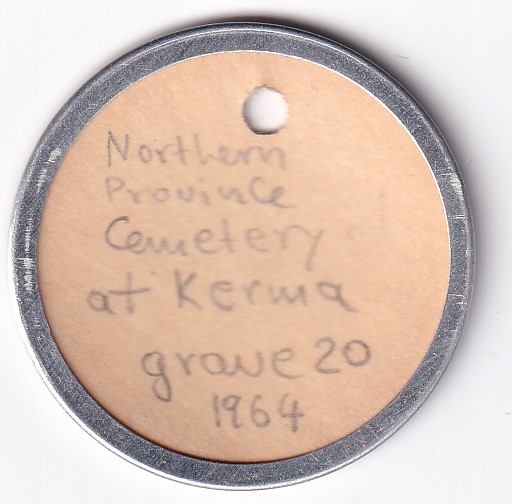 Northern
Province
Cemetery
at Kerma
grave 20
1964